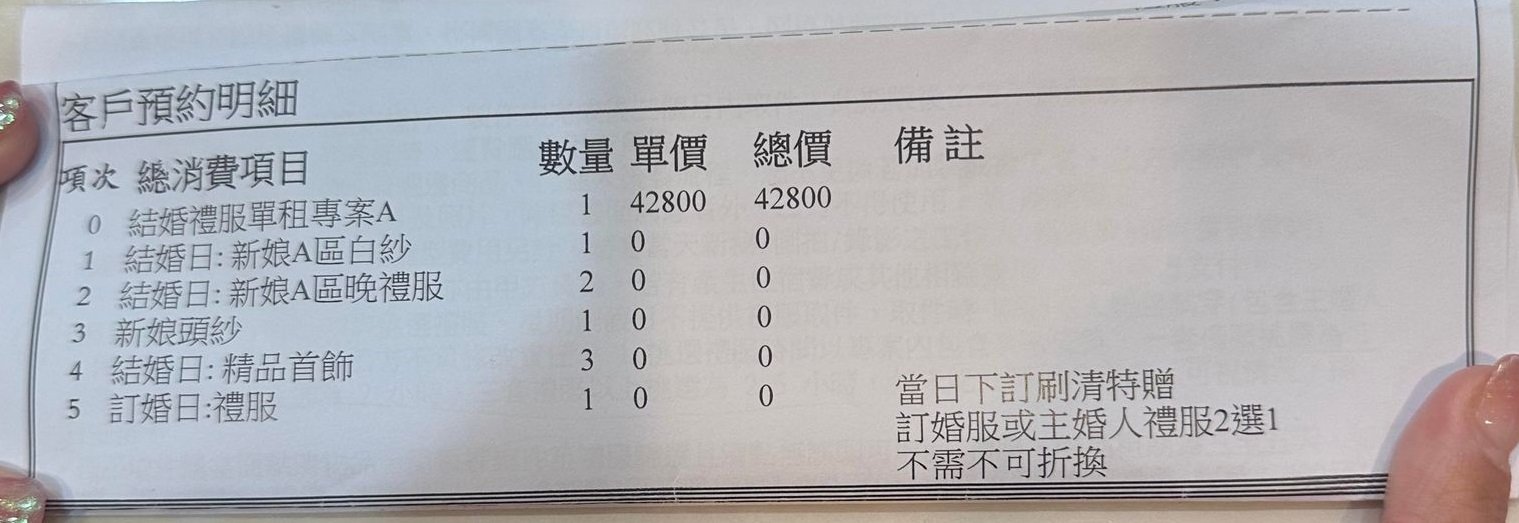 客戶預約明細
項次 總消費項目 數量 單價 總價 備註
0 結婚禮服單租專案A 1 42800 42800
1 結婚日:新娘A區白紗 1 0 0
2 結婚日:新娘A區晚禮服 2 0 0
3 新娘頭紗 1 0 0
4 結婚日:精品首飾 3 0 0
5 訂婚日:禮服 1 0 0 當日下訂刷清特贈
訂婚服或主婚人禮服2選1
不需不可折換